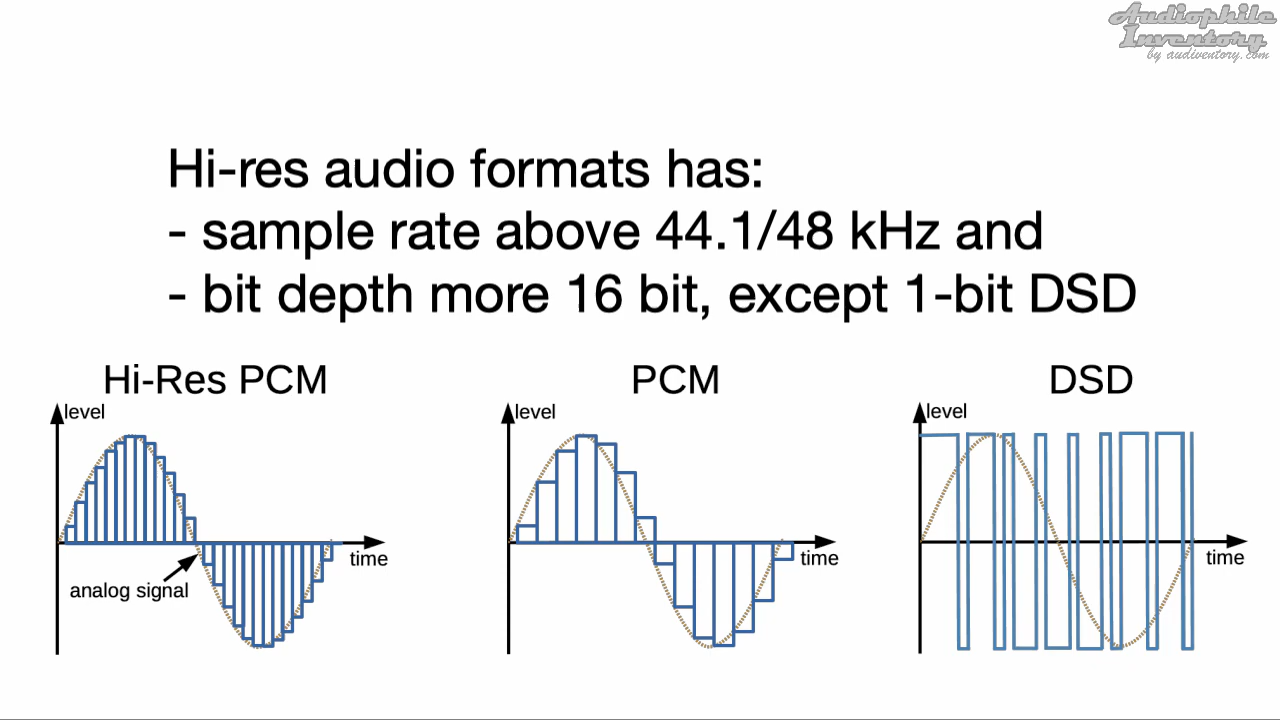 Audiophile
Inventory
by audiventory.com
Hi-res audio formats has:
- sample rate above 44.1/48 kHz and
- bit depth more 16 bit, except 1-bit DSD
Hi-Res PCM
level
time
analog signal
PCM
level
time
DSD
level
time